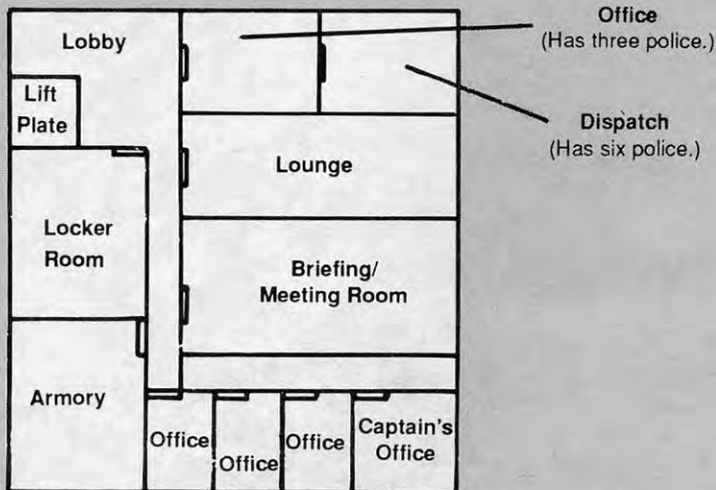 Office
(Has three police.)
Dispatch
(Has six police.)
Lobby
Lift
Plate
Lounge
Locker
Room
Briefing/
Meeting Room
Armory
Office
Office
Office
Captain's
Office